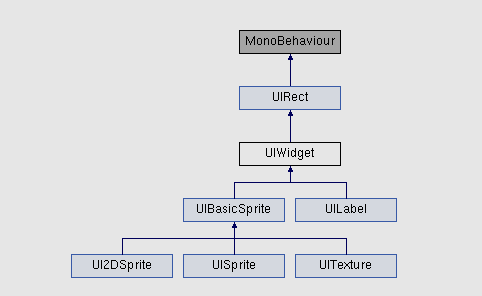 MonoBehaviour
UIRect
UIWidget
UIBasicSprite
UILabel
UI2DSprite
UISprite
UITexture